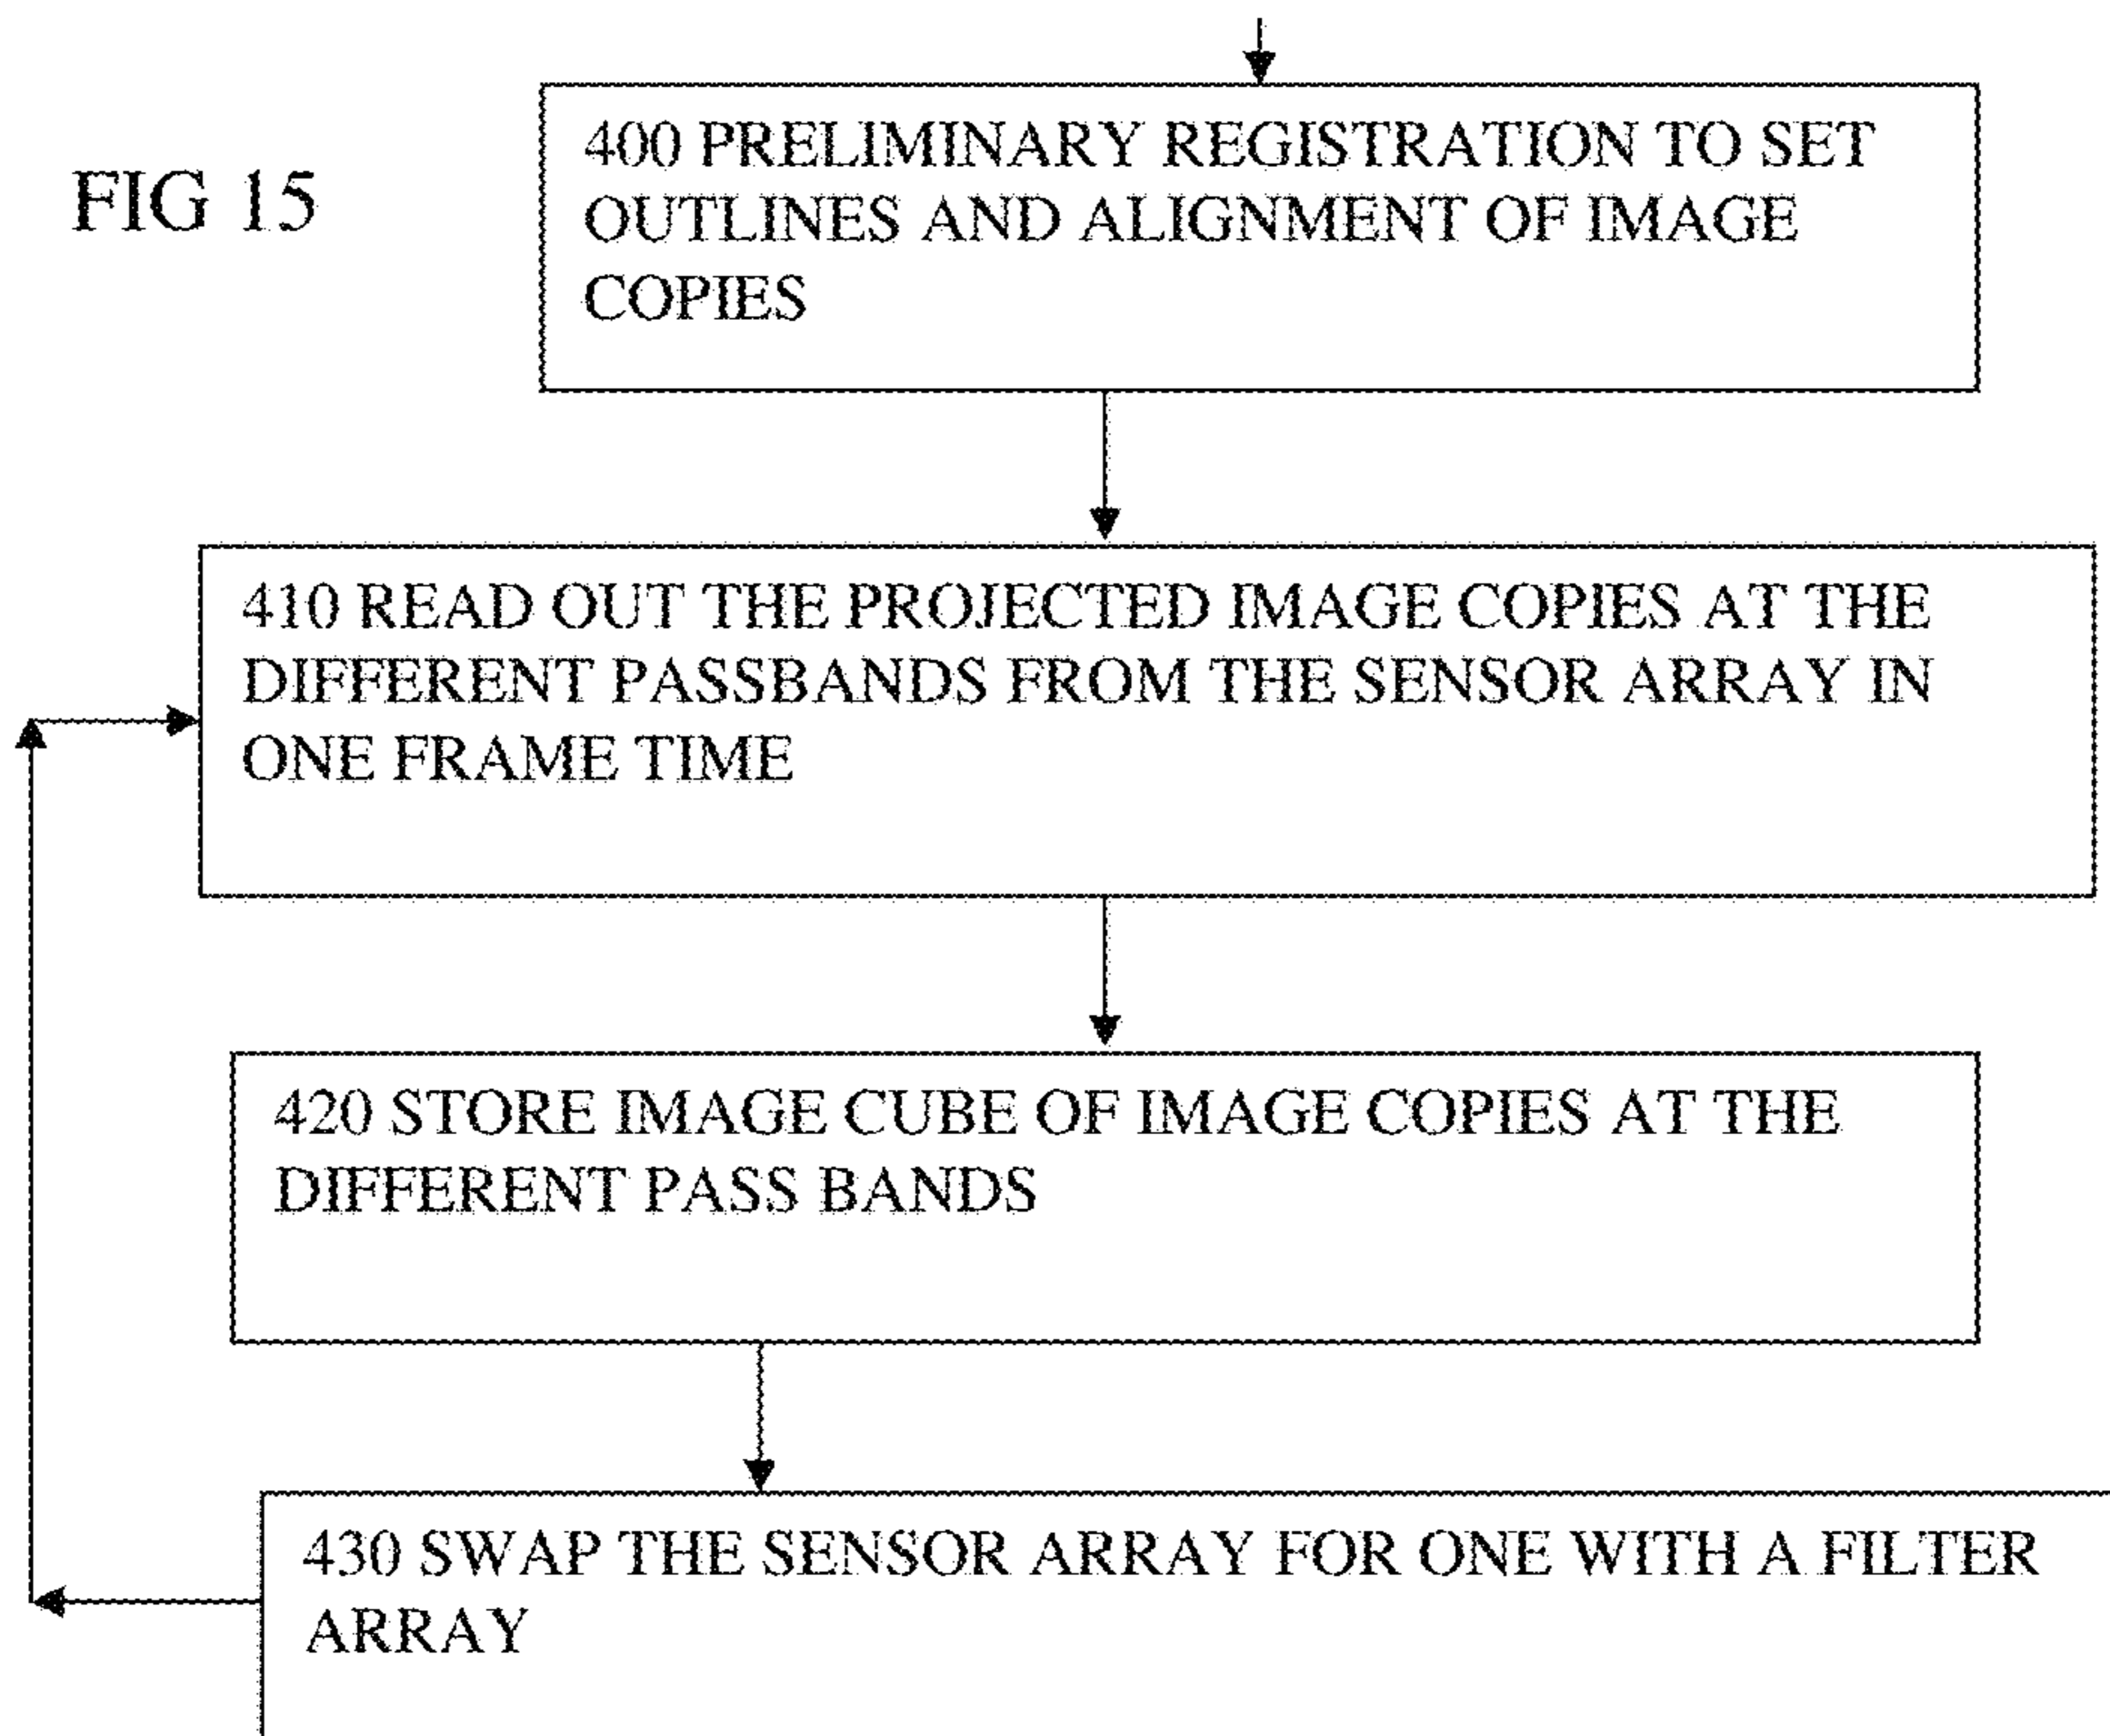 FIG 15
400 PRELIMINARY REGISTRATION TO SET
OUTLINES AND ALIGNMENT OF IMAGE
COPIES
410 READ OUT THE PROJECTED IMAGE COPIES AT THE
DIFFERENT PASSBANDS FROM THE SENSOR ARRAY IN
ONE FRAME TIME
420 STORE IMAGE CUBE OF IMAGE COPIES AT THE
DIFFERENT PASS BANDS
430 SWAP THE SENSOR ARRAY FOR ONE WITH A FILTER
ARRAY